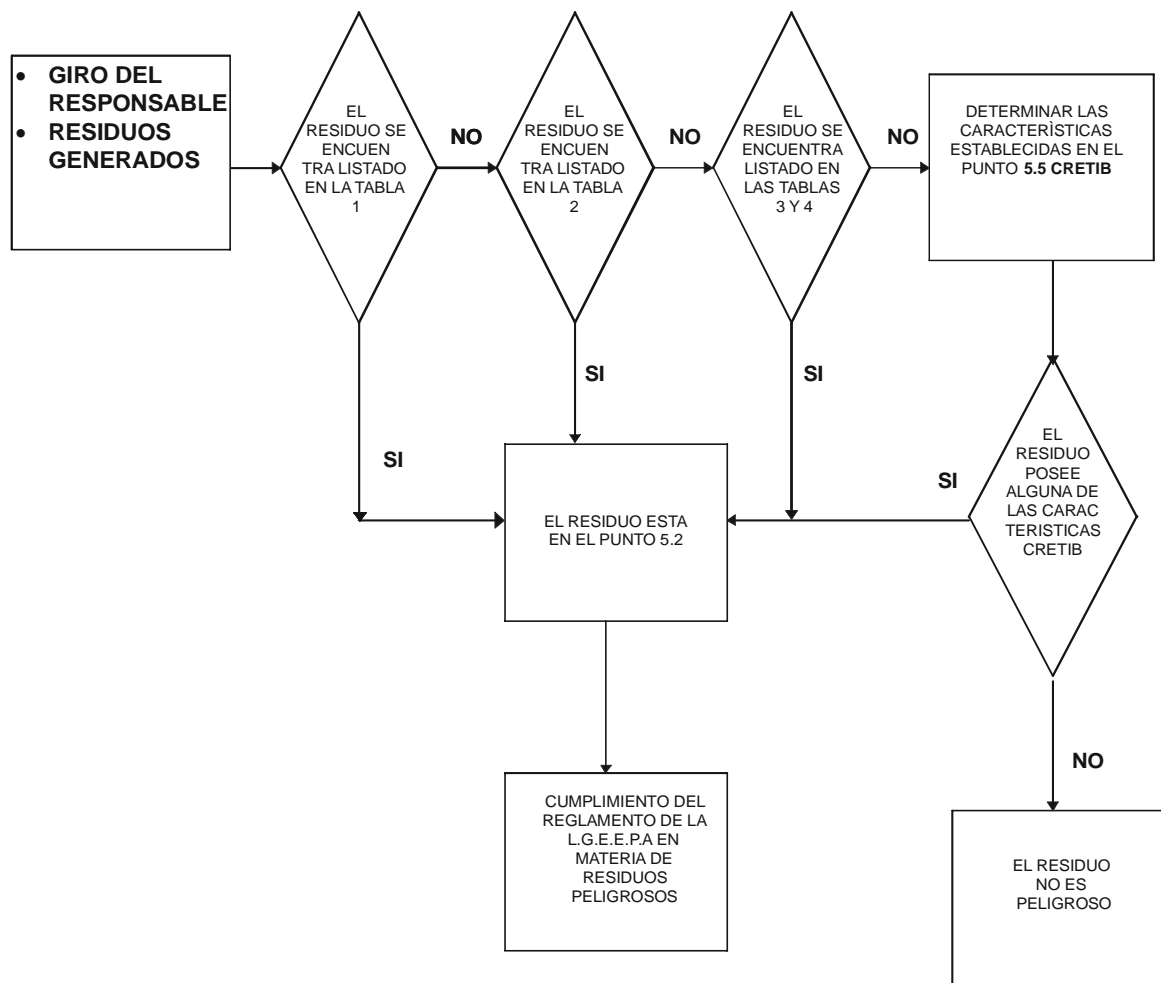 • GIRO DEL
RESPONSABLE
• RESIDUOS
GENERADOS
EL
RESIDUO SE
ENCUEN
TRA LISTADO
EN LA TABLA
1
NO
EL
RESIDUO SE
ENCUEN
TRA LISTADO
EN LA TABLA
2
NO
EL
RESIDUO SE
ENCUENTRA
LISTADO EN
LAS TABLAS
3 Y 4
NO
DETERMINAR LAS
CARACTERÌSTICAS
ESTABLECIDAS EN EL
PUNTO 5.5 CRETIB
SI
SI
SI
SI
EL RESIDUO ESTA
EN EL PUNTO 5.2
EL
RESIDUO
POSEE
ALGUNA DE
LAS CARAC
TERISTICAS
CRETIB
NO
CUMPLIMIENTO DEL
REGLAMENTO DE LA
L.G.E.E.P.A EN
MATERIA DE
RESIDUOS
PELIGROSOS
EL RESIDUO
NO ES
PELIGROSO